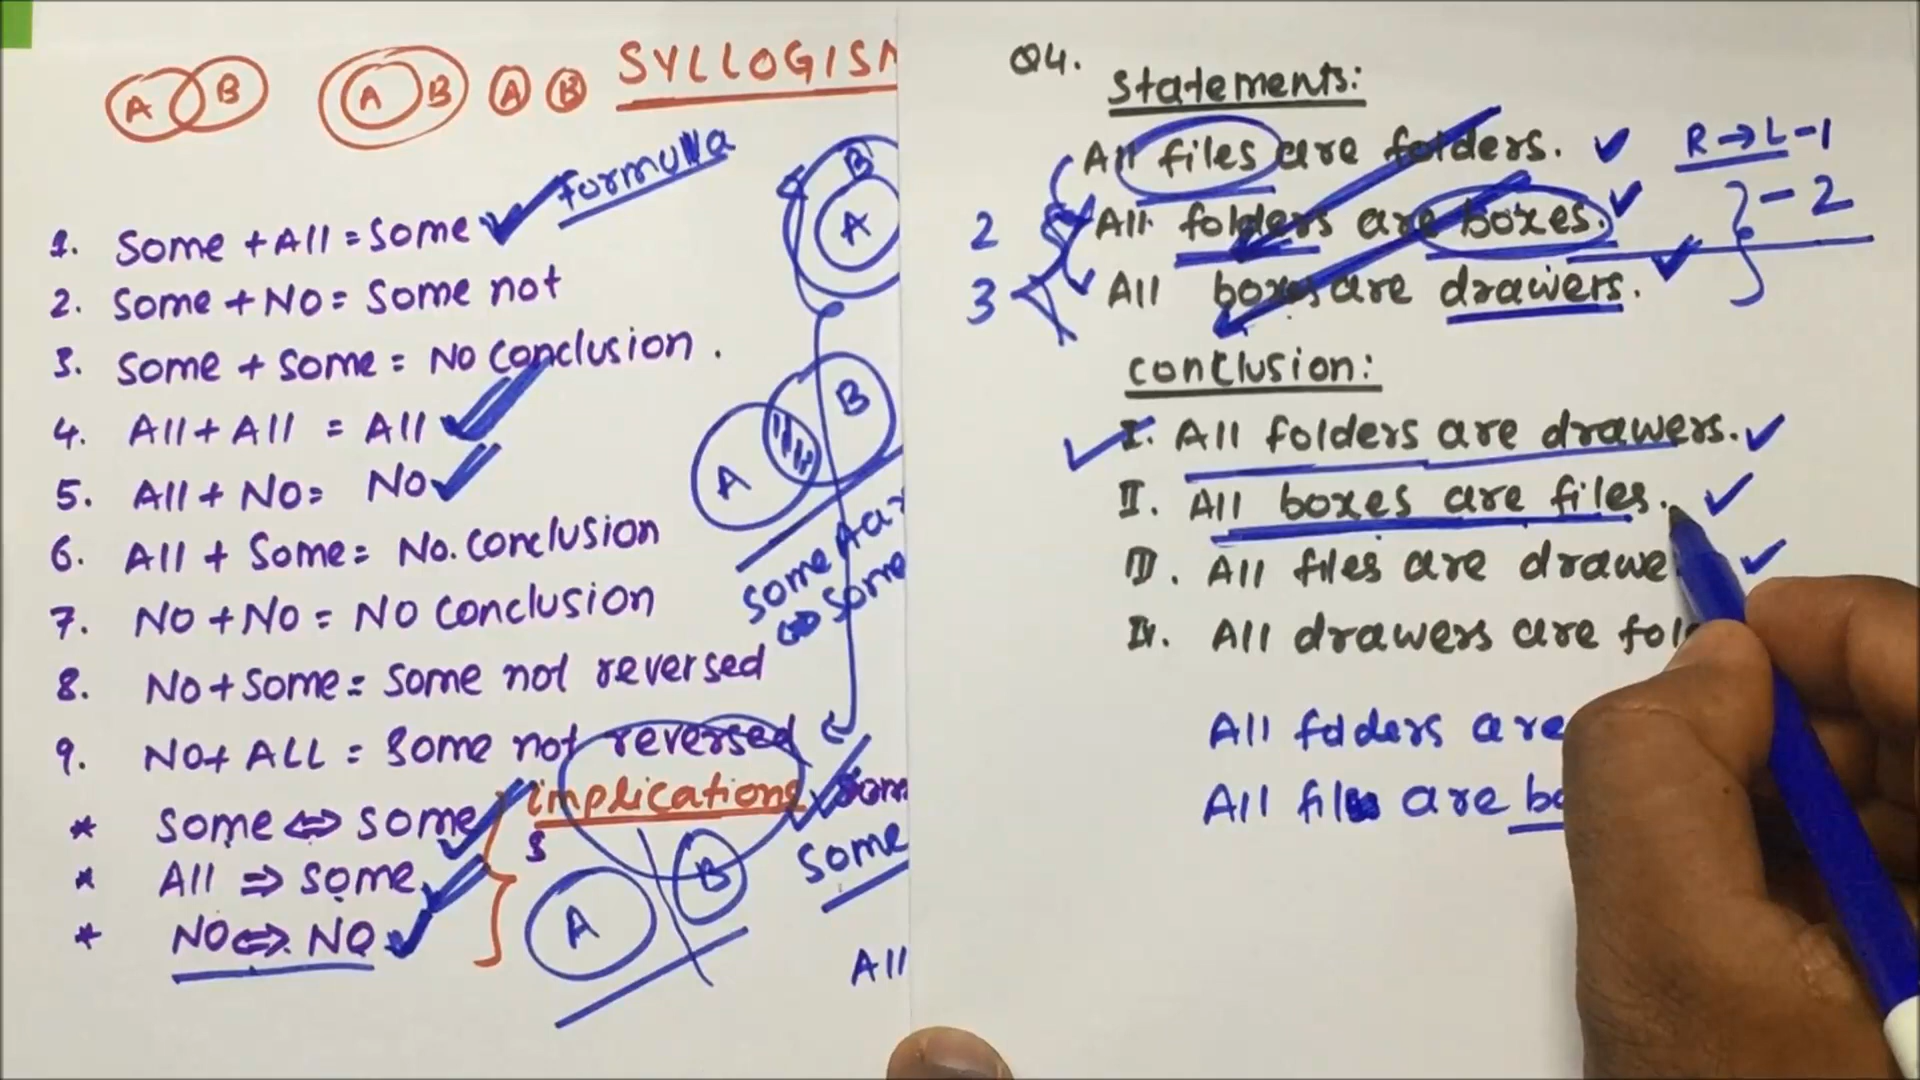 A B A B A B SYLLOGISM
Formulla
1. Some + All = Some
2. Some + NO = Some not
3. Some + Some = NO Conclusion.
4. All + All = All
5. All + NO = NO
6. All + Some = No. Conclusion
7. NO + NO = NO Conclusion
8. NO + Some = Some not reversed
9. NO + ALL = Some not reversed
implications
* Some ⇔ Some
* All ⇒ Some
* NO ⇔ NO
B
A
A B
Some A ar
⇔ Some
Som
Some
A B
All
Q4. Statements:
All files are folders.
All folders are boxes.
All boxes are drawers.
R → L - 1
- 2
2
3
Conclusion:
I. All folders are drawers.
II. All boxes are files.
III. All files are drawe
IV. All drawers are fol
All folders are
All files are bo